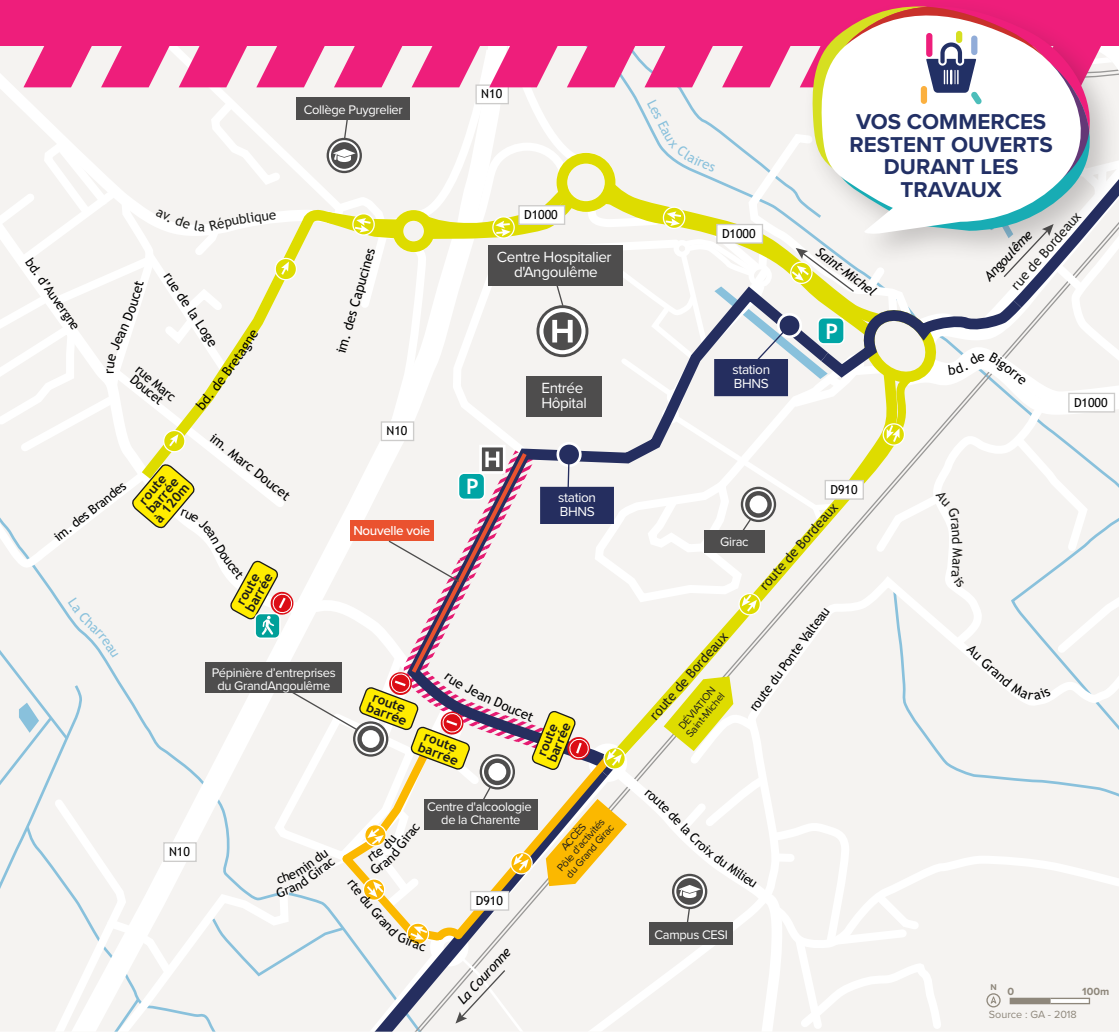 VOS COMMERCES
RESTENT OUVERTS
DURANT LES
TRAVAUX
N10
Collège Puygrelier
Les Eaux Claires
av. de la République
D1000
D1000
Centre Hospitalier
d'Angoulême
H
Saint-Michel
Angoulême
rue de Bordeaux
bd. d'Auvergne
rue Jean Doucet
rue de la Loge
im. des Capucines
bd. de Bretagne
rue Marc
Doucet
P
station
BHNS
bd. de Bigorre
D1000
Entrée
Hôpital
N10
im. Marc Doucet
H
P
station
BHNS
D910
im. des Brandes
route
barrée
à 120m
rue Jean Doucet
Nouvelle voie
Girac
route de Bordeaux
Au Grand Marais
route
barrée
La Charreau
route du Ponte Valteau
Au Grand Marais
Pépinière d'entreprises
du GrandAngoulême
rue Jean Doucet
route de Bordeaux
DÉVIATION
Saint-Michel
route
barrée
route
barrée
route
barrée
Centre d'alcoologie
de la Charente
ACCÈS
Pôle d'activités
du Grand Girac
route de la Croix du Milieu
N10
chemin du
Grand Girac
rte du
Grand Girac
rte du Grand Girac
D910
Campus CESI
La Couronne
N
A
0 100m
Source : GA - 2018